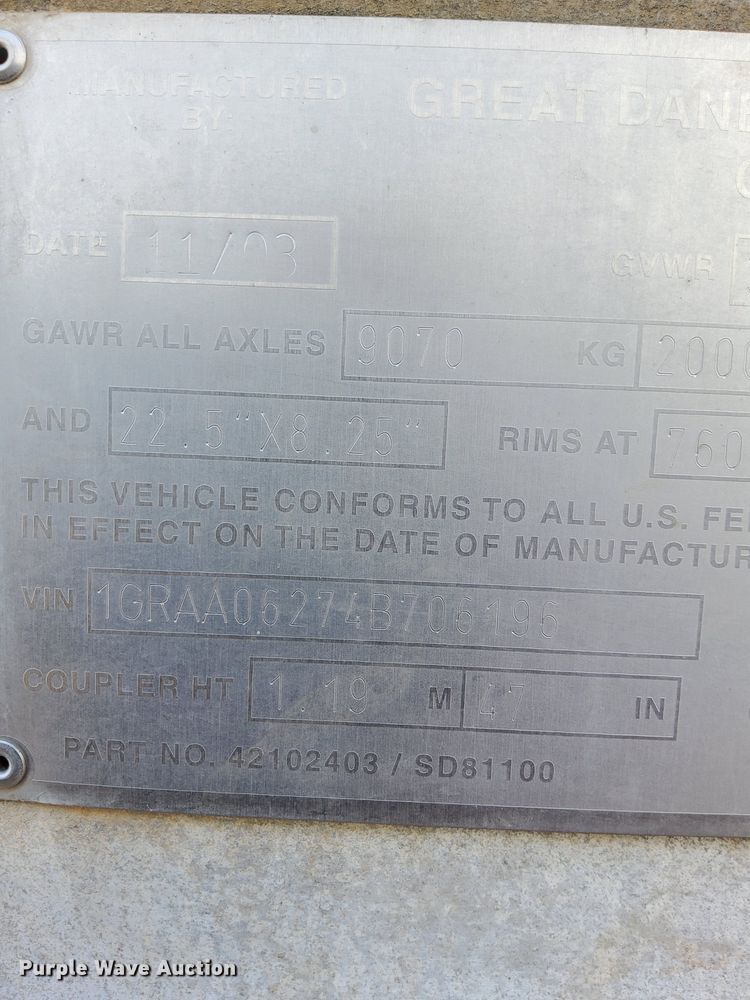 MANUFACTURED BY: GREAT DAN
DATE 11/03 GVWR
GAWR ALL AXLES 9070 KG 2000
AND 22.5"X8.25" RIMS AT 760
THIS VEHICLE CONFORMS TO ALL U.S. FE
IN EFFECT ON THE DATE OF MANUFACTUR
VIN 1GRAA06274B706196
COUPLER HT 1.19 M 47 IN
PART NO. 42102403 / SD81100
Purple Wave Auction